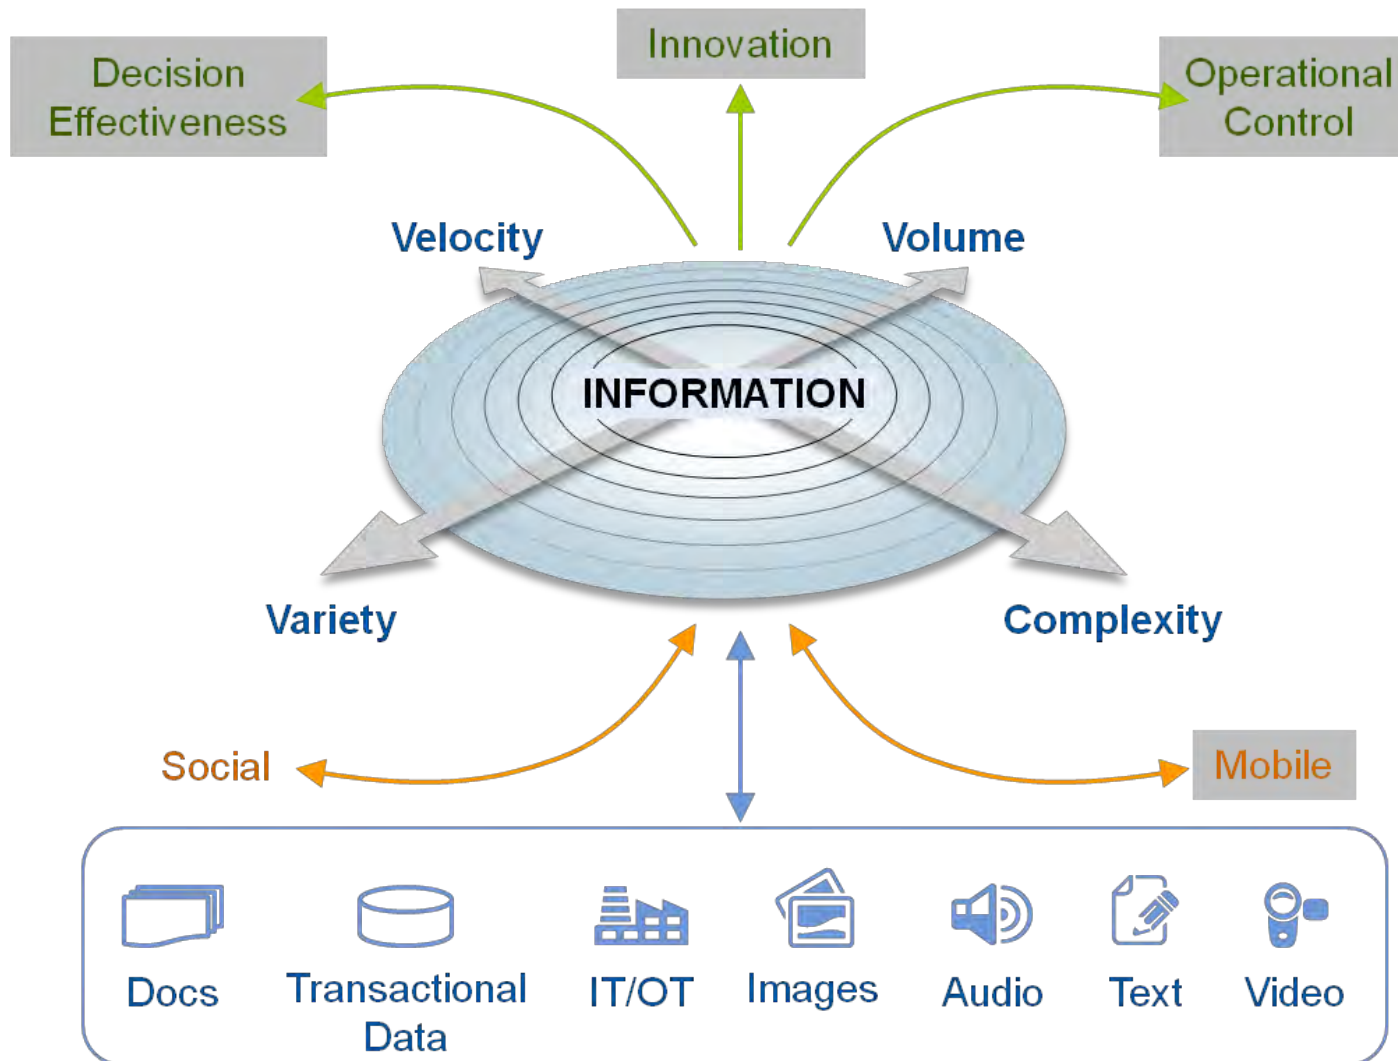 Innovation
Decision
Effectiveness
Operational
Control
Velocity
Volume
INFORMATION
Variety
Complexity
Social
Mobile
Docs
Transactional
Data
IT/OT
Images
Audio
Text
Video